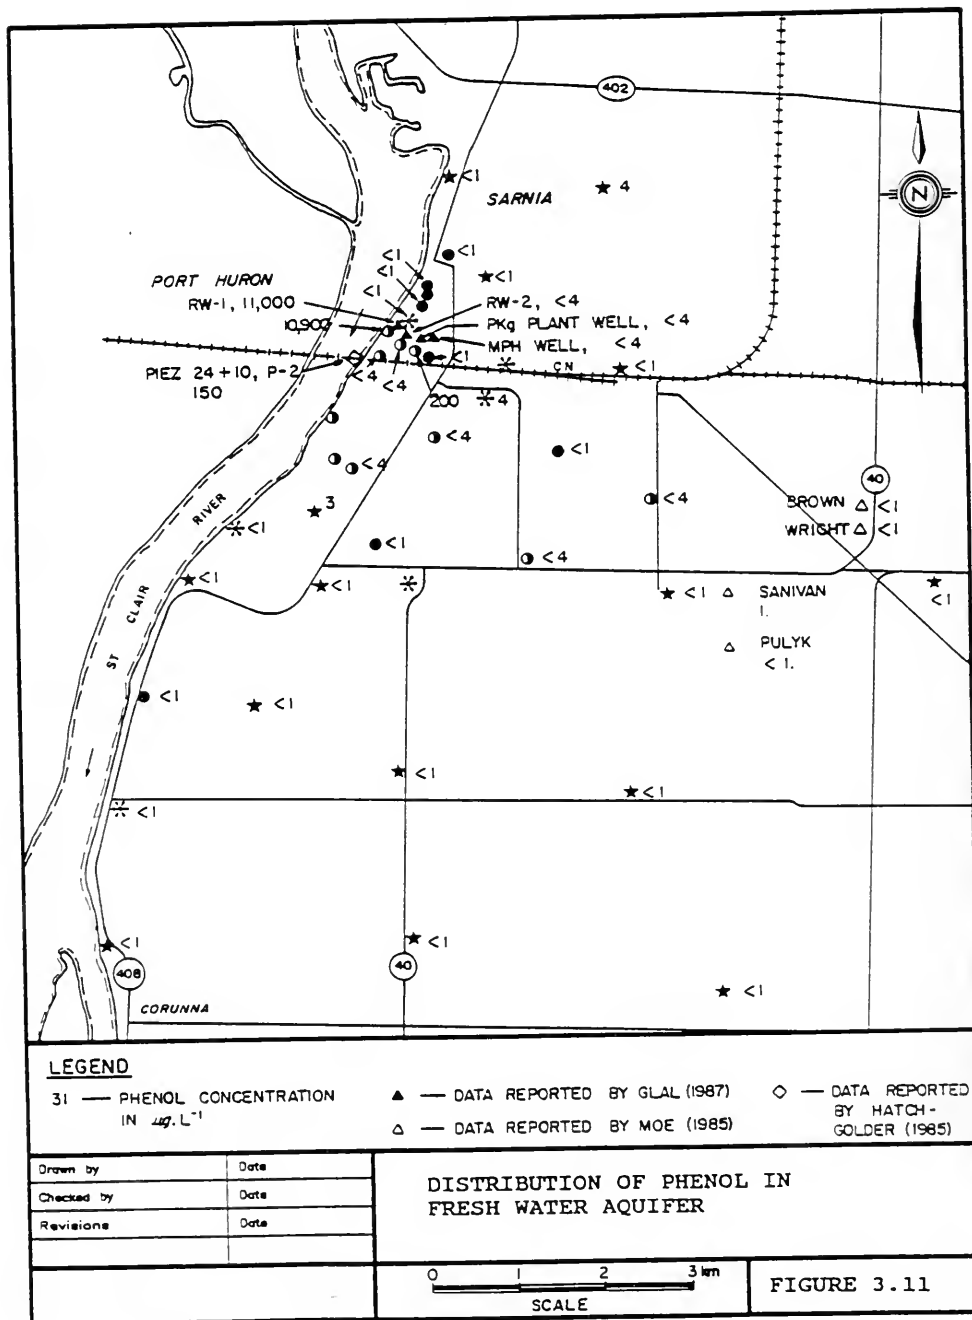 402
N
<1
SARNIA
4
<1
<1
<1
<1
<1
PORT HURON
RW-1, 11,000
10,900
RW-2, <4
PKg PLANT WELL, <4
MPH WELL, <4
<1
CN
<1
PIEZ 24+10, P-2
150
<4
<4
200
4
<4
<1
<4
<4
3
40
BROWN <1
WRIGHT <1
RIVER
<1
<1
<4
<1
<1
<1
SANIVAN
1.
<1
CLAIR
ST
PULYK
<1.
<1
<1
<1
<1
<1
<1
<1
408
40
<1
CORUNNA
LEGEND
31 — PHENOL CONCENTRATION
IN µg.L⁻¹
▲ — DATA REPORTED BY GLAL (1987)
△ — DATA REPORTED BY MOE (1985)
◇ — DATA REPORTED
BY HATCH-
GOLDER (1985)
Drawn by Date
Checked by Date
Revisions Date
DISTRIBUTION OF PHENOL IN
FRESH WATER AQUIFER
0 1 2 3 km
SCALE
FIGURE 3.11